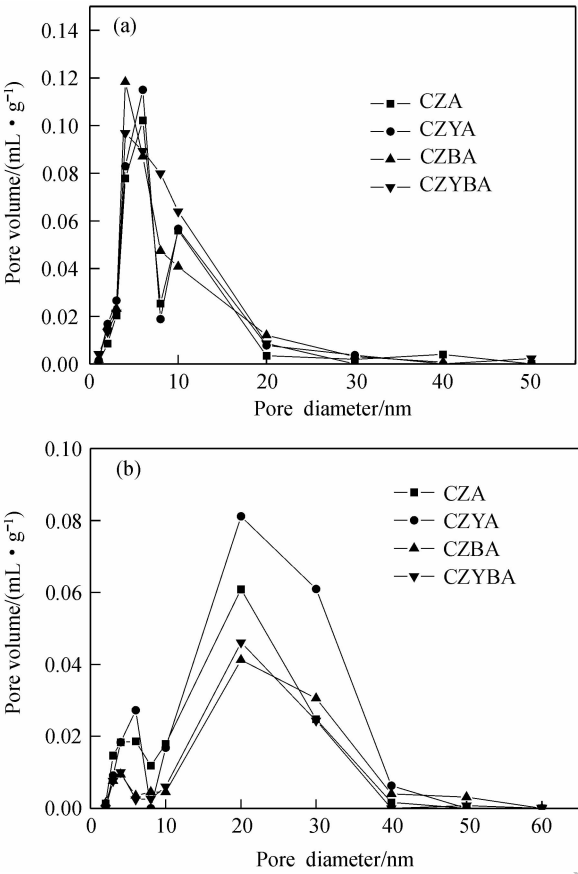 (a)
0.14
0.12
0.10
0.08
0.06
0.04
0.02
0.00
Pore volume/(mL • g⁻¹)
CZA
CZYA
CZBA
CZYBA
0 10 20 30 40 50
Pore diameter/nm
(b)
0.10
0.08
0.06
0.04
0.02
0.00
Pore volume/(mL • g⁻¹)
CZA
CZYA
CZBA
CZYBA
0 10 20 30 40 50 60
Pore diameter/nm